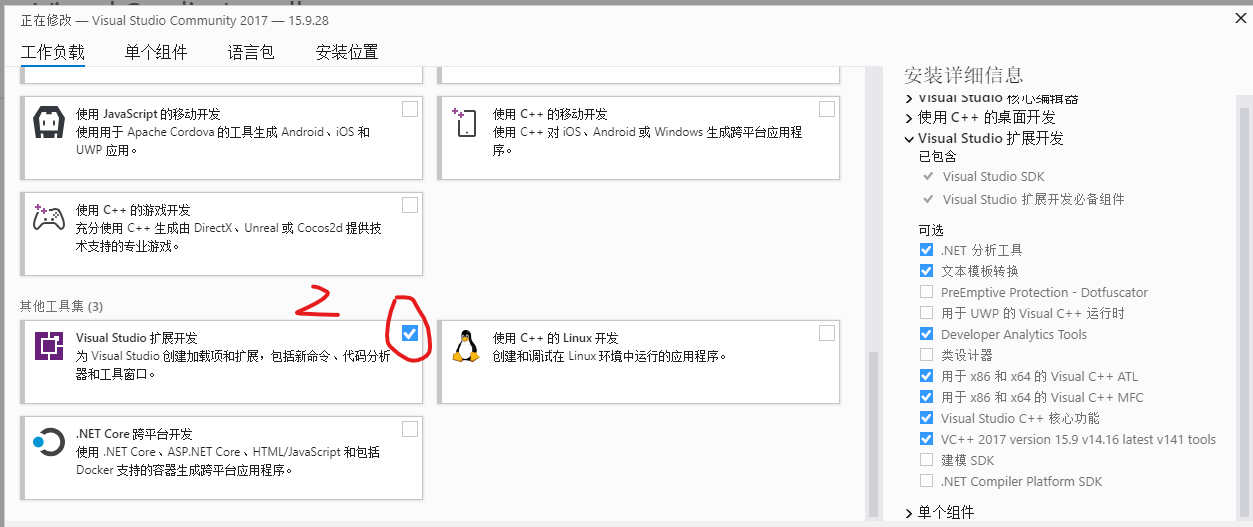 正在修改 — Visual Studio Community 2017 — 15.9.28
工作负载 单个组件 语言包 安装位置
使用 JavaScript 的移动开发
使用用于 Apache Cordova 的工具生成 Android、iOS 和
UWP 应用。
使用 C++ 的移动开发
使用 C++ 对 iOS、Android 或 Windows 生成跨平台应用程
序。
使用 C++ 的游戏开发
充分使用 C++ 生成由 DirectX、Unreal 或 Cocos2d 提供技
术支持的专业游戏。
2
其他工具集 (3)
Visual Studio 扩展开发
为 Visual Studio 创建加载项和扩展，包括新命令、代码分析
器和工具窗口。
使用 C++ 的 Linux 开发
创建和调试在 Linux 环境中运行的应用程序。
.NET Core 跨平台开发
使用 .NET Core、ASP.NET Core、HTML/JavaScript 和包括
Docker 支持的容器生成跨平台应用程序。
安装详细信息
Visual Studio 核心编辑器
使用 C++ 的桌面开发
Visual Studio 扩展开发
已包含
Visual Studio SDK
Visual Studio 扩展开发必备组件
可选
.NET 分析工具
文本模板转换
PreEmptive Protection - Dotfuscator
用于 UWP 的 Visual C++ 运行时
Developer Analytics Tools
类设计器
用于 x86 和 x64 的 Visual C++ ATL
用于 x86 和 x64 的 Visual C++ MFC
Visual Studio C++ 核心功能
VC++ 2017 version 15.9 v14.16 latest v141 tools
建模 SDK
.NET Compiler Platform SDK
单个组件